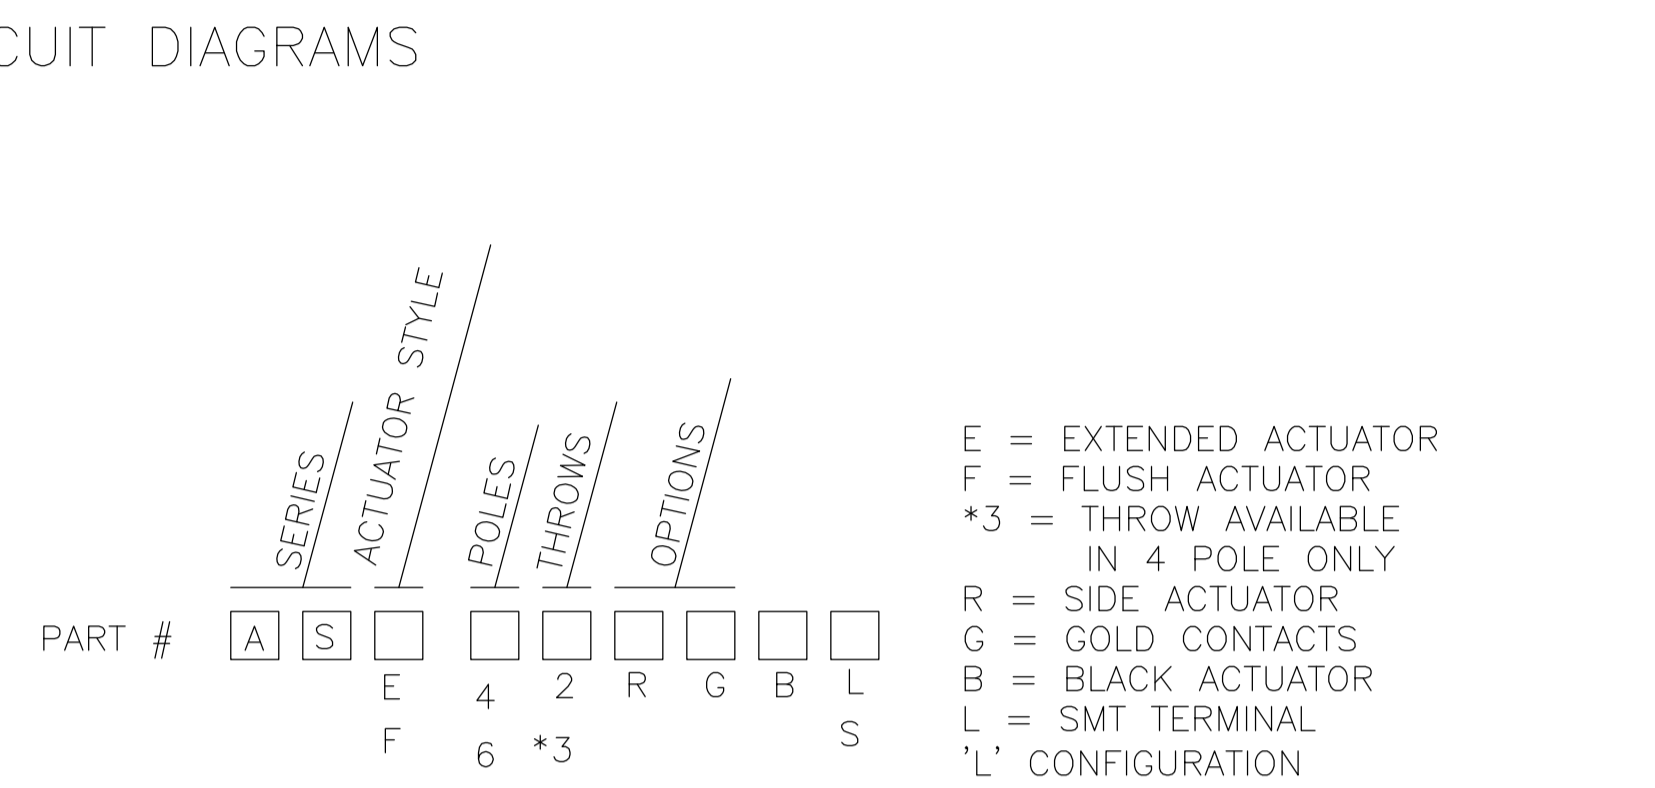 CUIT DIAGRAMS
SERIES
ACTUATOR STYLE
POLES
THROWS
OPTIONS
PART # A S
E 4 2 R G B L
F 6 *3 S
E = EXTENDED ACTUATOR
F = FLUSH ACTUATOR
*3 = THROW AVAILABLE
IN 4 POLE ONLY
R = SIDE ACTUATOR
G = GOLD CONTACTS
B = BLACK ACTUATOR
L = SMT TERMINAL
'L' CONFIGURATION